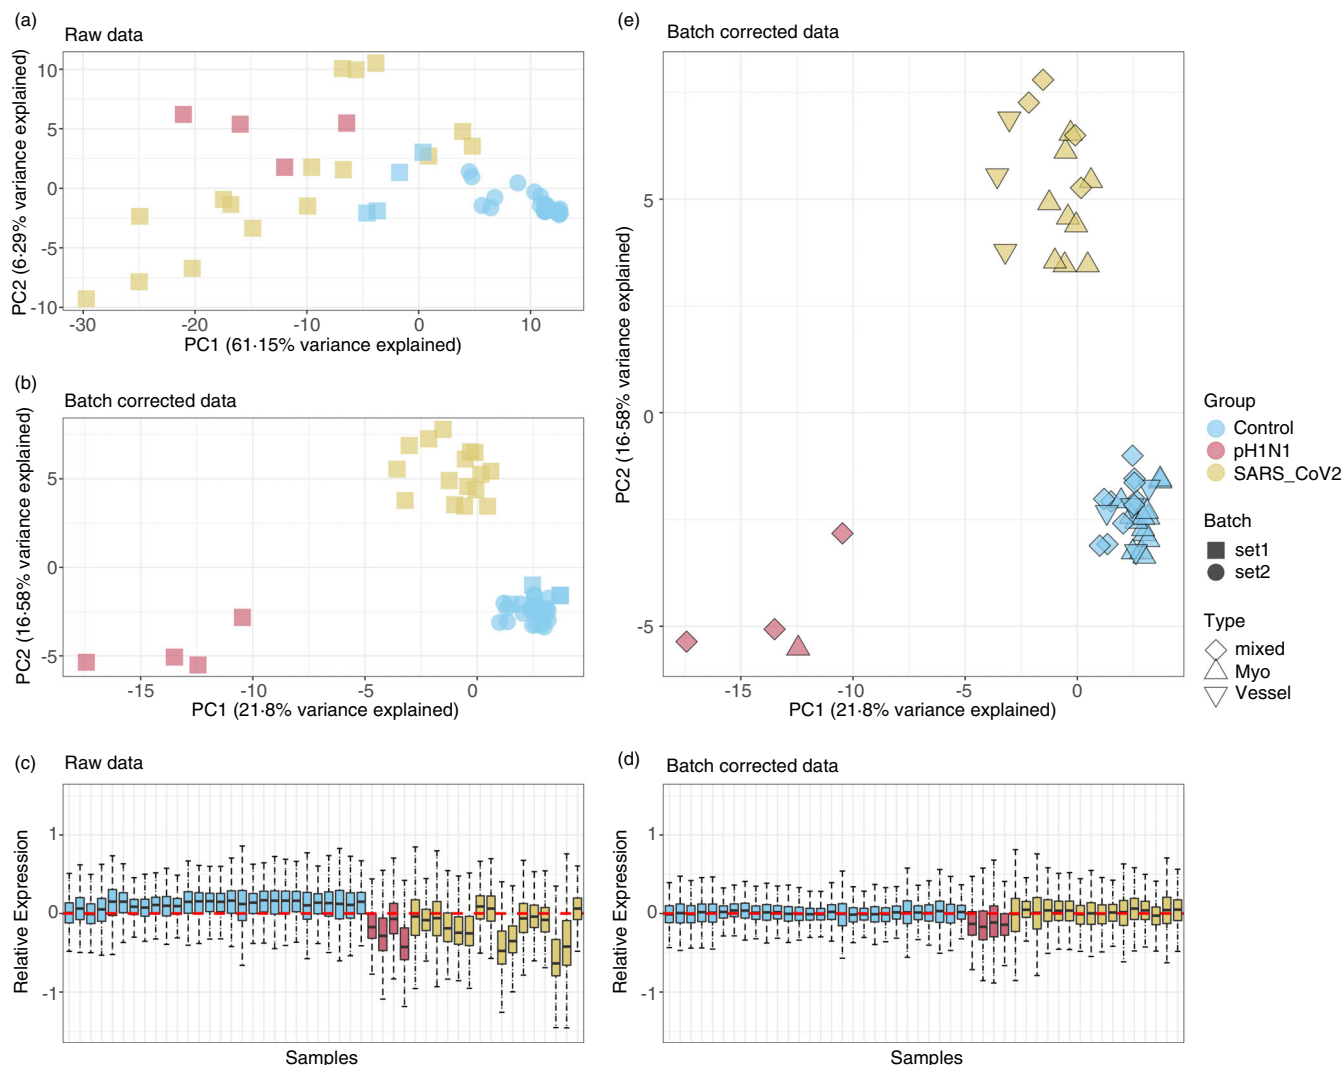 (a)
Raw data
PC2 (6·29% variance explained)
10
5
0
-5
-10
-30
-20
-10
0
10
PC1 (61·15% variance explained)
(b)
Batch corrected data
PC2 (16·58% variance explained)
5
0
-5
-15
-10
-5
0
PC1 (21·8% variance explained)
(c)
Raw data
Relative Expression
1
0
-1
Samples
(d)
Batch corrected data
Relative Expression
1
0
-1
Samples
(e)
Batch corrected data
PC2 (16·58% variance explained)
5
0
-5
-15
-10
-5
0
PC1 (21·8% variance explained)
Group
Control
pH1N1
SARS_CoV2
Batch
set1
set2
Type
mixed
Myo
Vessel